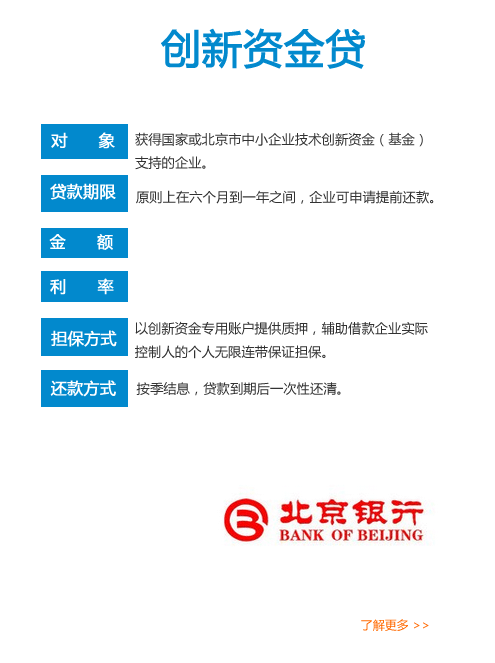 创新资金贷
对 象
获得国家或北京市中小企业技术创新资金（基金）
支持的企业。
贷款期限
原则上在六个月到一年之间，企业可申请提前还款。
金 额
利 率
担保方式
以创新资金专用账户提供质押，辅助借款企业实际
控制人的个人无限连带保证担保。
还款方式
按季结息，贷款到期后一次性还清。
北京银行
BANK OF BEIJING
了解更多 >>